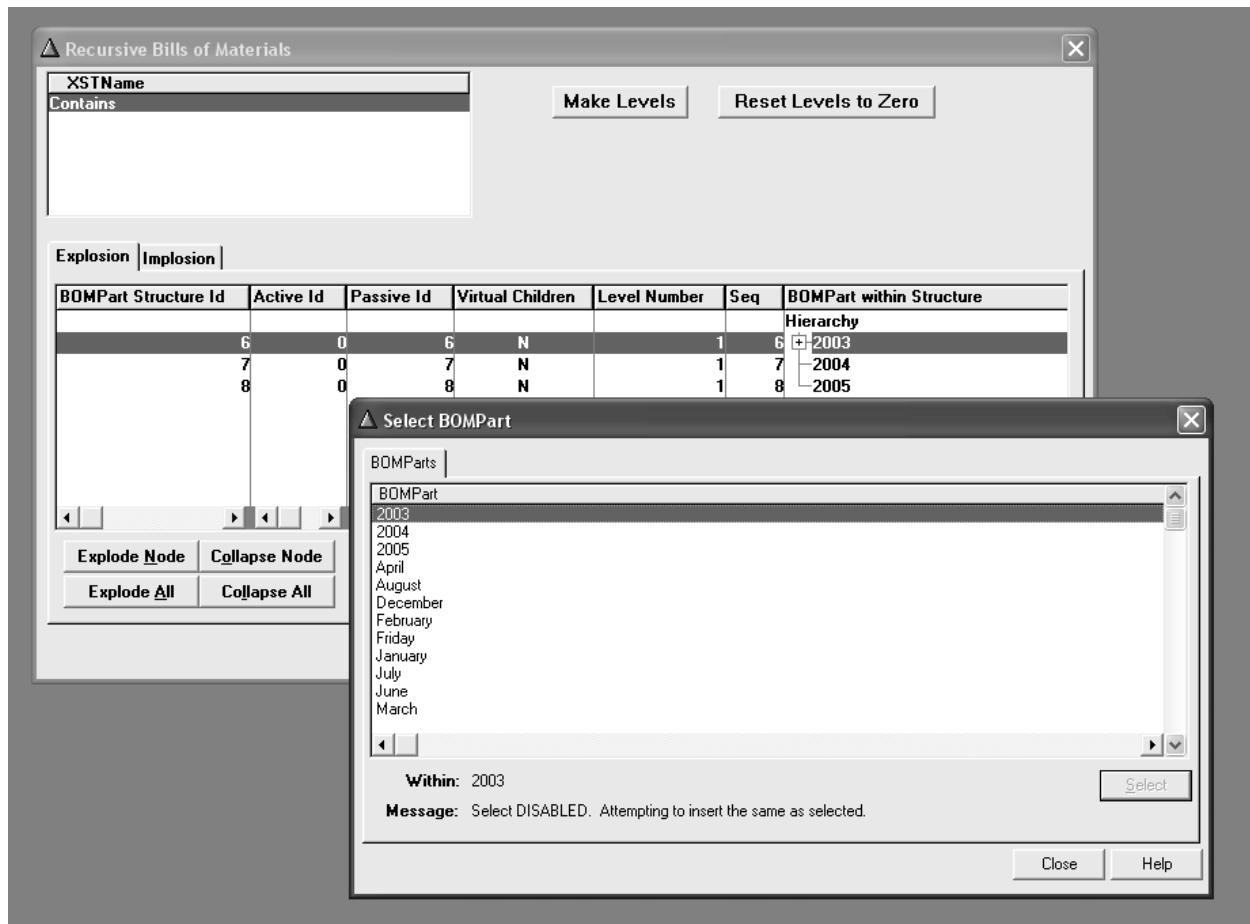 Recursive Bills of Materials
XSTName
Contains
Make Levels
Reset Levels to Zero
Explosion
Implosion
BOMPart Structure Id Active Id Passive Id Virtual Children Level Number Seq BOMPart within Structure
Hierarchy
6 0 6 N 1 6 2003
7 0 7 N 1 7 2004
8 0 8 N 1 8 2005
Explode Node
Collapse Node
Explode All
Collapse All
Select BOMPart
BOMParts
BOMPart
2003
2004
2005
April
August
December
February
Friday
January
July
June
March
Within: 2003
Select
Message: Select DISABLED. Attempting to insert the same as selected.
Close
Help